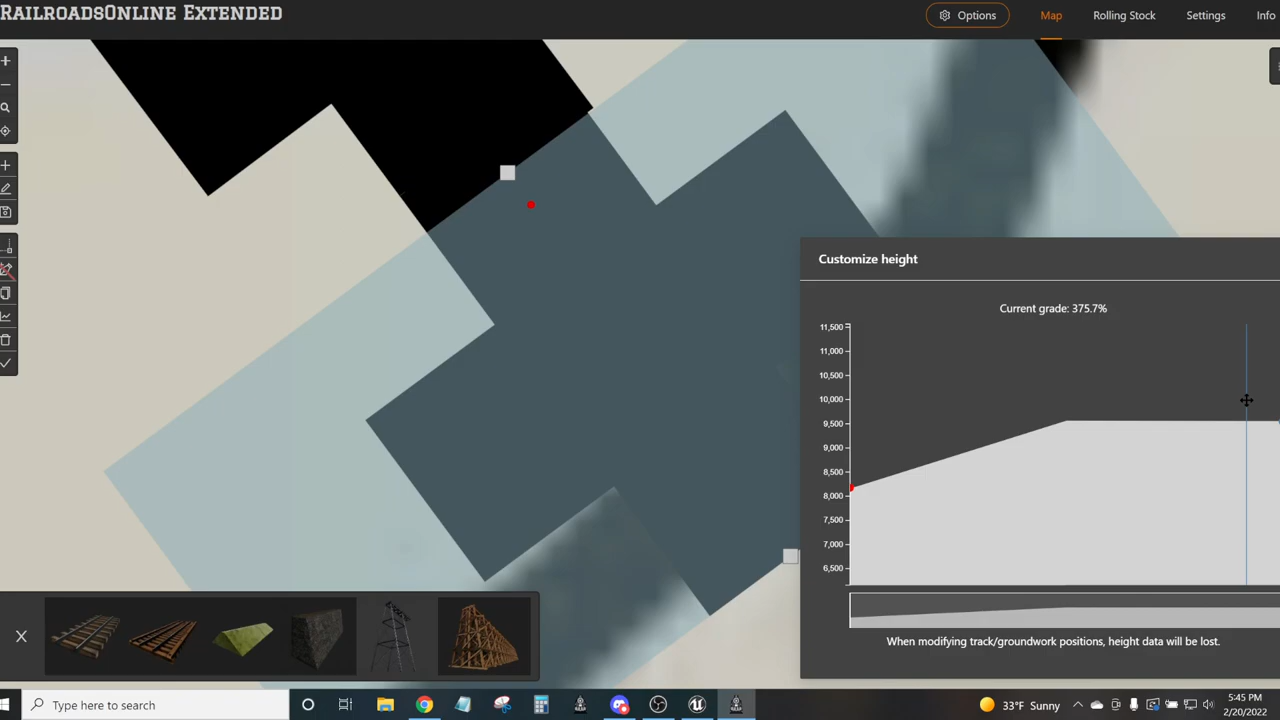 RailroadsOnline Extended
Options
Map
Rolling Stock
Settings
Info
Customize height
Current grade: 375.7%
11,500
11,000
10,500
10,000
9,500
9,000
8,500
8,000
7,500
7,000
6,500
When modifying track/groundwork positions, height data will be lost.
X
Type here to search
33°F Sunny
5:45 PM
2/20/2022